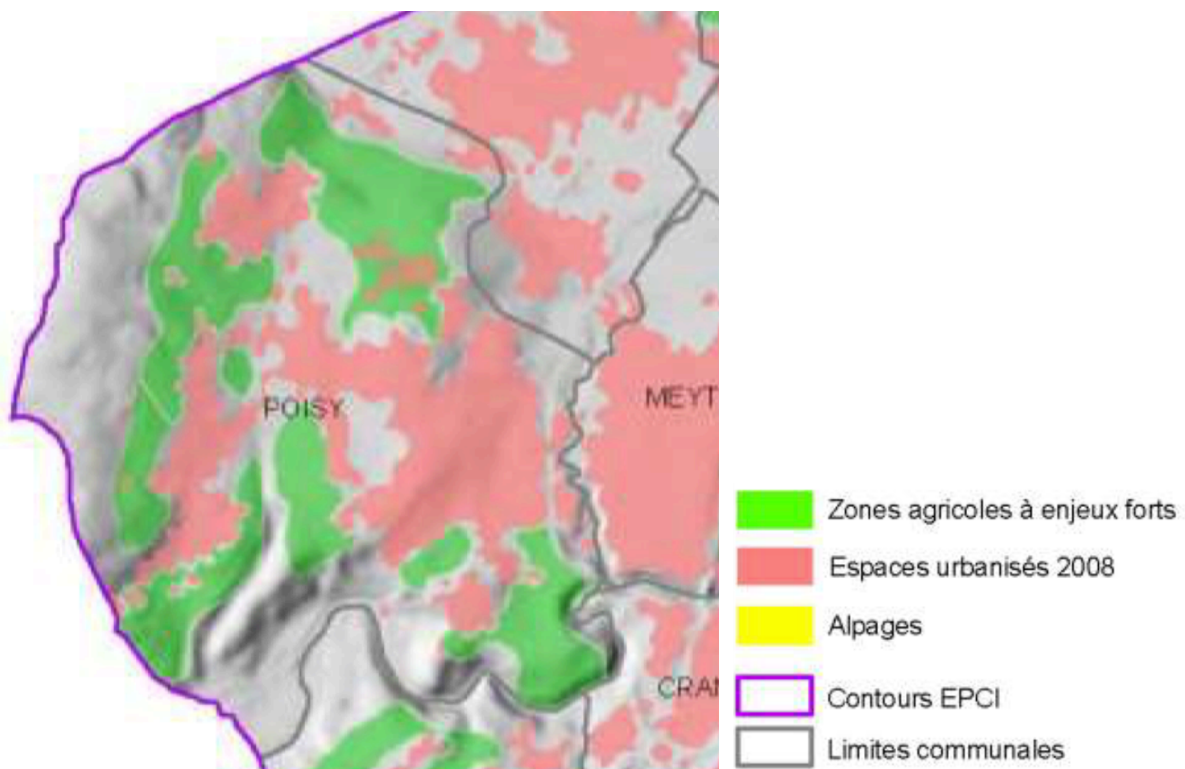 POISY
MEYT
CRAN
Zones agricoles à enjeux forts
Espaces urbanisés 2008
Alpages
Contours EPCI
Limites communales